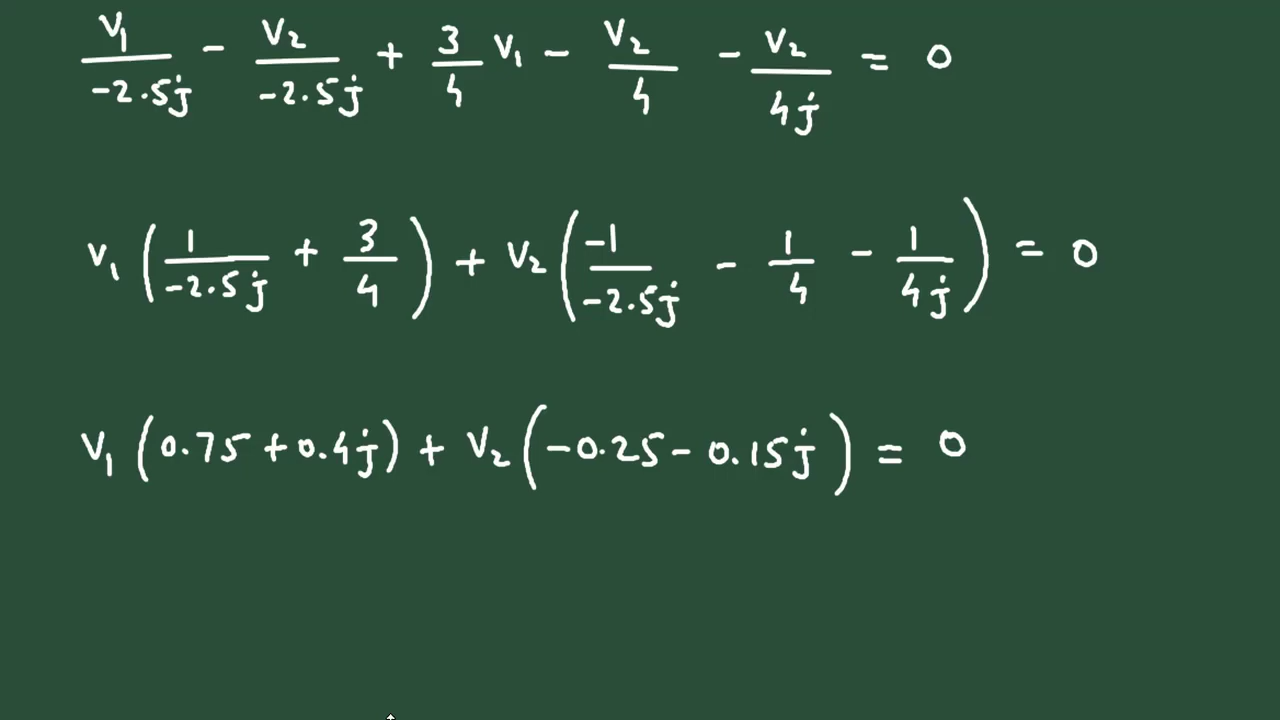 V₁/-2.5j - V₂/-2.5j + 3/4 V₁ - V₂/4 - V₂/4j = 0
V₁(1/-2.5j + 3/4) + V₂(-1/-2.5j - 1/4 - 1/4j) = 0
V₁(0.75 + 0.4j) + V₂(-0.25 - 0.15j) = 0